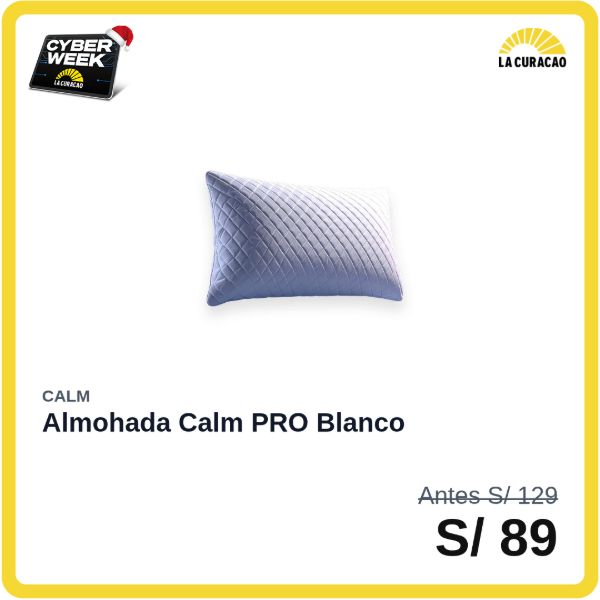 CYBER
WEEK
LA CURACAO
LA CURACAO
CALM
Almohada Calm PRO Blanco
Antes S/ 129
S/ 89